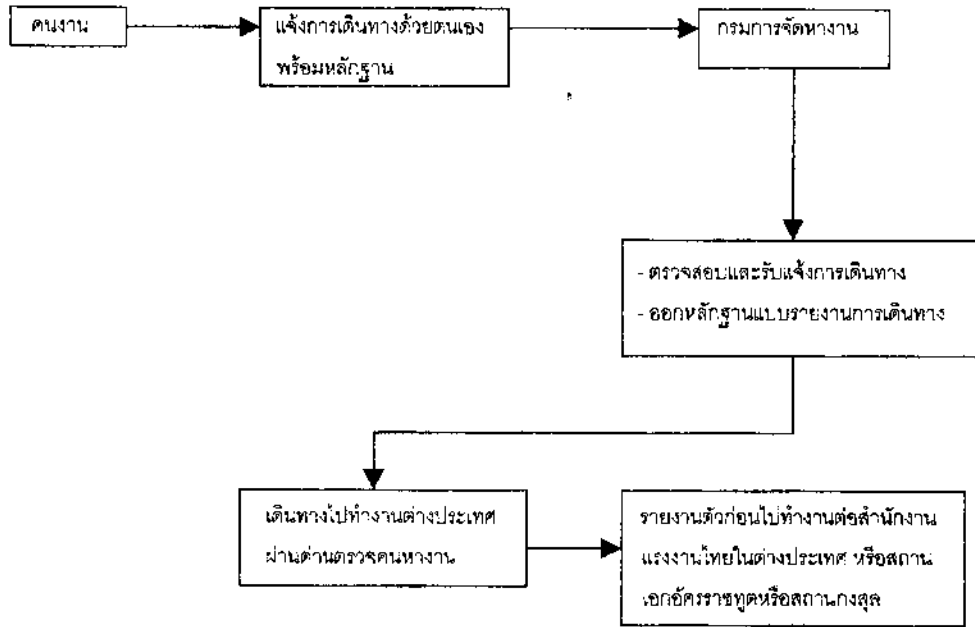 คนงาน
แจ้งการเดินทางด้วยตนเอง
พร้อมหลักฐาน
กรมการจัดหางาน
- ตรวจสอบและรับแจ้งการเดินทาง
- ออกหลักฐานแบบรายงานการเดินทาง
เดินทางไปทำงานต่างประเทศ
ผ่านด่านตรวจคนหางาน
รายงานตัวก่อนไปทำงานต่อสำนักงาน
แรงงานไทยในต่างประเทศ หรือสถาน
เอกอัครราชทูตหรือสถานกงสุล